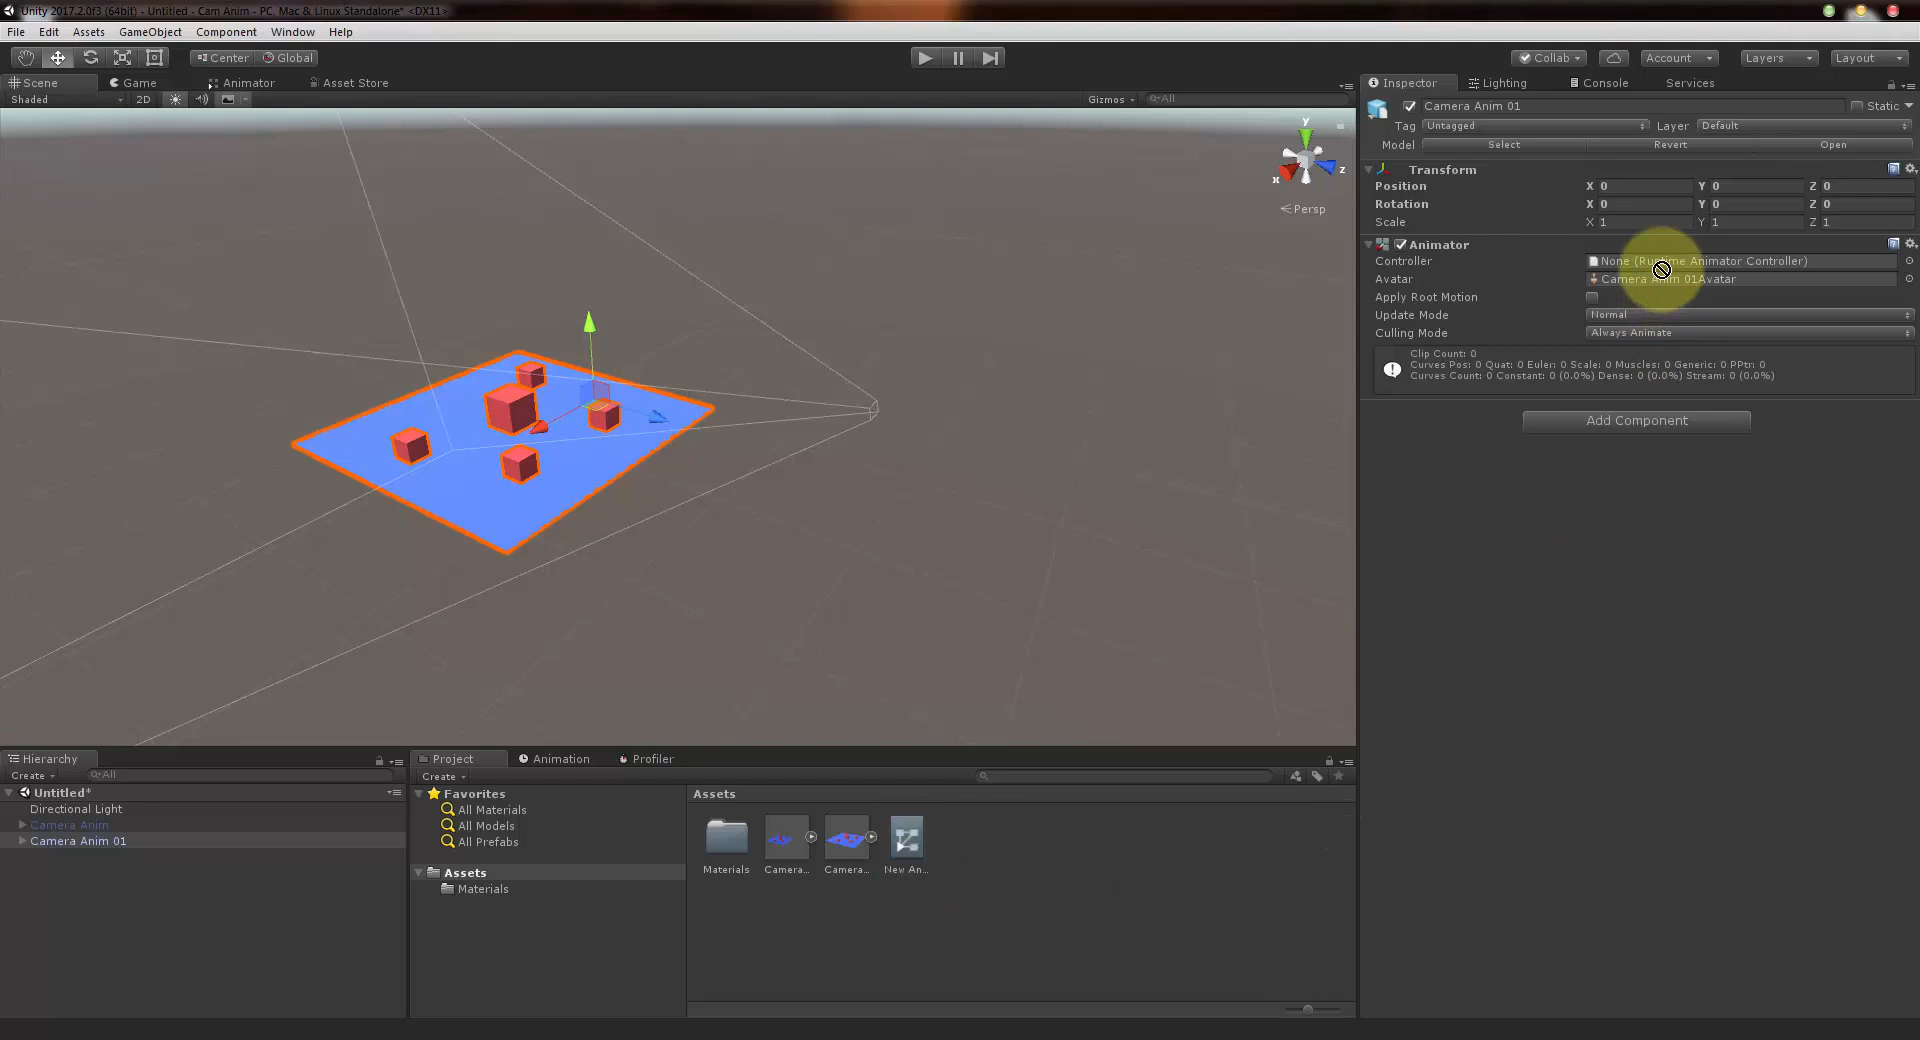 Unity 2017.2.0f3 (64bit) - Untitled - Cam Anim - PC, Mac & Linux Standalone* <DX11>
File Edit Assets GameObject Component Window Help
Center Global Collab Account Layers Layout
Scene Game Animator Asset Store
Shaded 2D Gizmos All
y
x
z
Persp
Inspector Lighting Console Services
Camera Anim 01 Static
Tag Untagged Layer Default
Model Select Revert Open
Transform
Position X 0 Y 0 Z 0
Rotation X 0 Y 0 Z 0
Scale X 1 Y 1 Z 1
Animator
Controller None (Runtime Animator Controller)
Avatar Camera Anim 01Avatar
Apply Root Motion
Update Mode Normal
Culling Mode Always Animate
Clip Count: 0
Curves Pos: 0 Quat: 0 Euler: 0 Scale: 0 Muscles: 0 Generic: 0 PPtr: 0
Curves Count: 0 Constant: 0 (0.0%) Dense: 0 (0.0%) Stream: 0 (0.0%)
Add Component
Hierarchy
Create All
Untitled*
Directional Light
Camera Anim
Camera Anim 01
Project Animation Profiler
Create
Favorites
All Materials
All Models
All Prefabs
Assets
Materials
Assets
Materials Camera... Camera... New An...